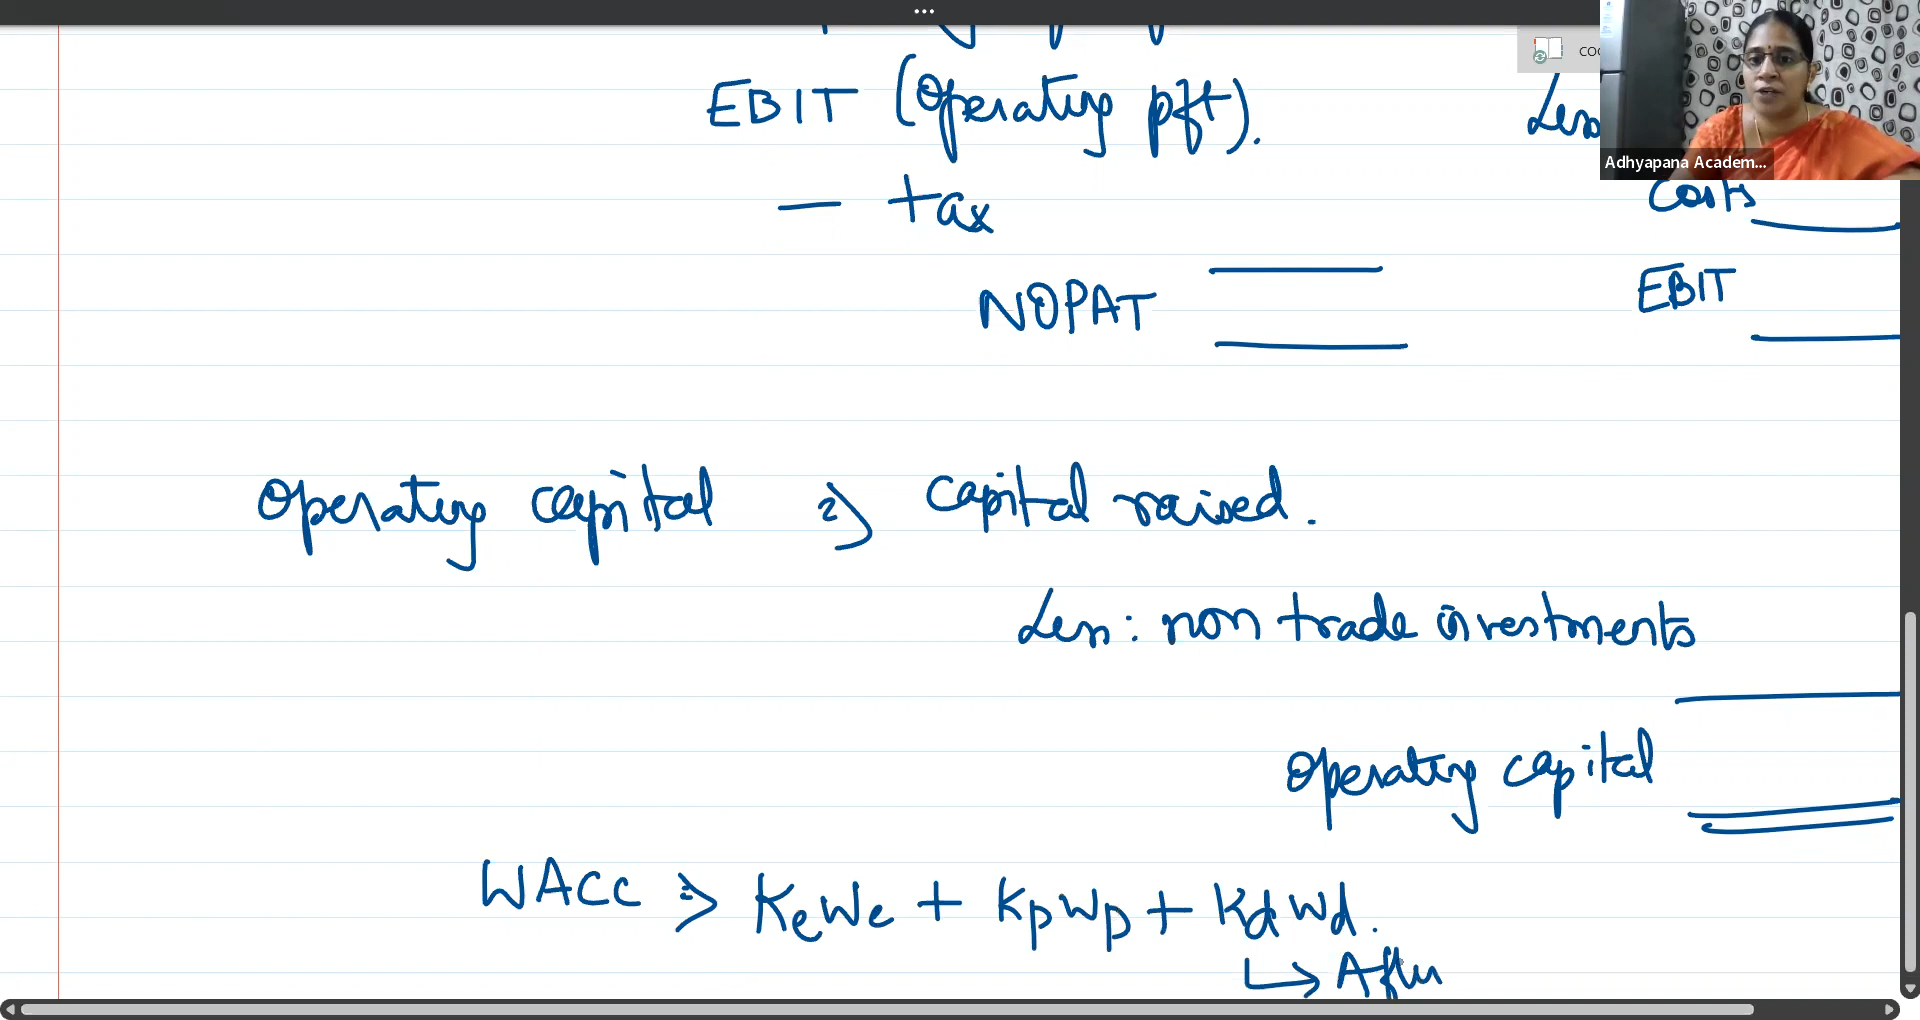 EBIT (Operating pft).
Less
— tax
Costs
NOPAT
EBIT
Operating capital ⇒ capital raised.
Less: non trade investments
Operating capital
WACC ⇒ KeWe + KpWp + KdWd.
↳ After
Adhyapana Academ...